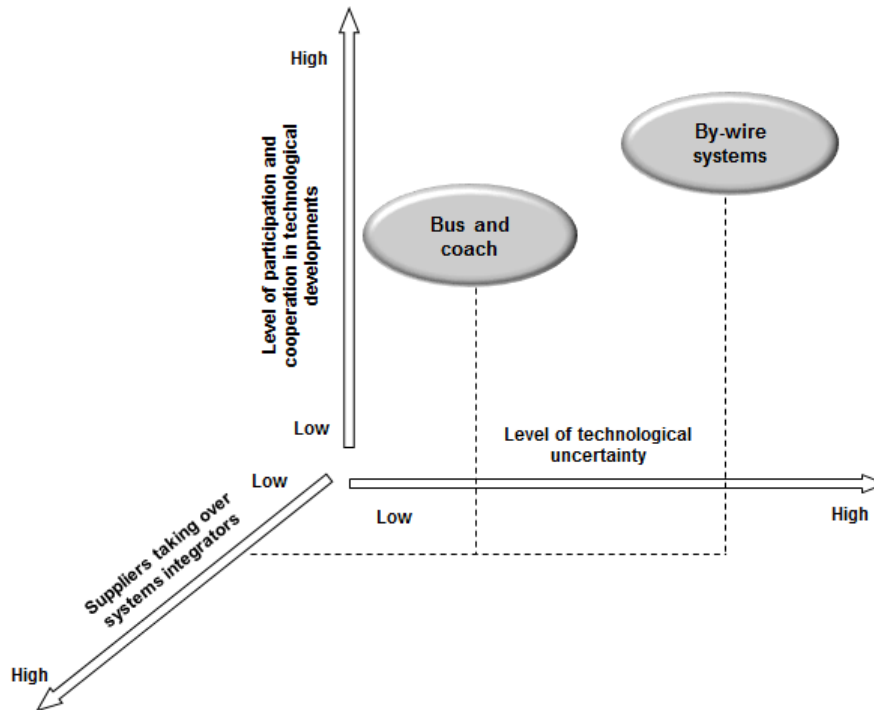 High
Level of participation and
cooperation in technological
developments
Low
By-wire
systems
Bus and
coach
Level of technological
uncertainty
Low
High
Low
Suppliers taking over
systems integrators
High